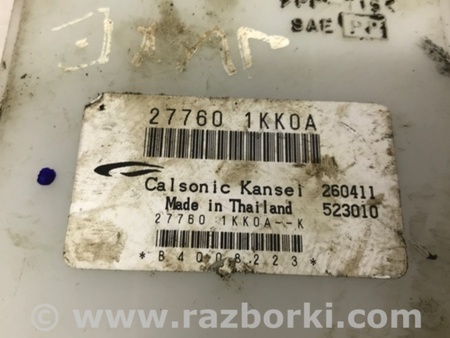 SAE
27760 1KK0A
Calsonic Kansei 260411
Made in Thailand 523010
27760 1KK0A--K
*B4008223*
© www.razborki.com